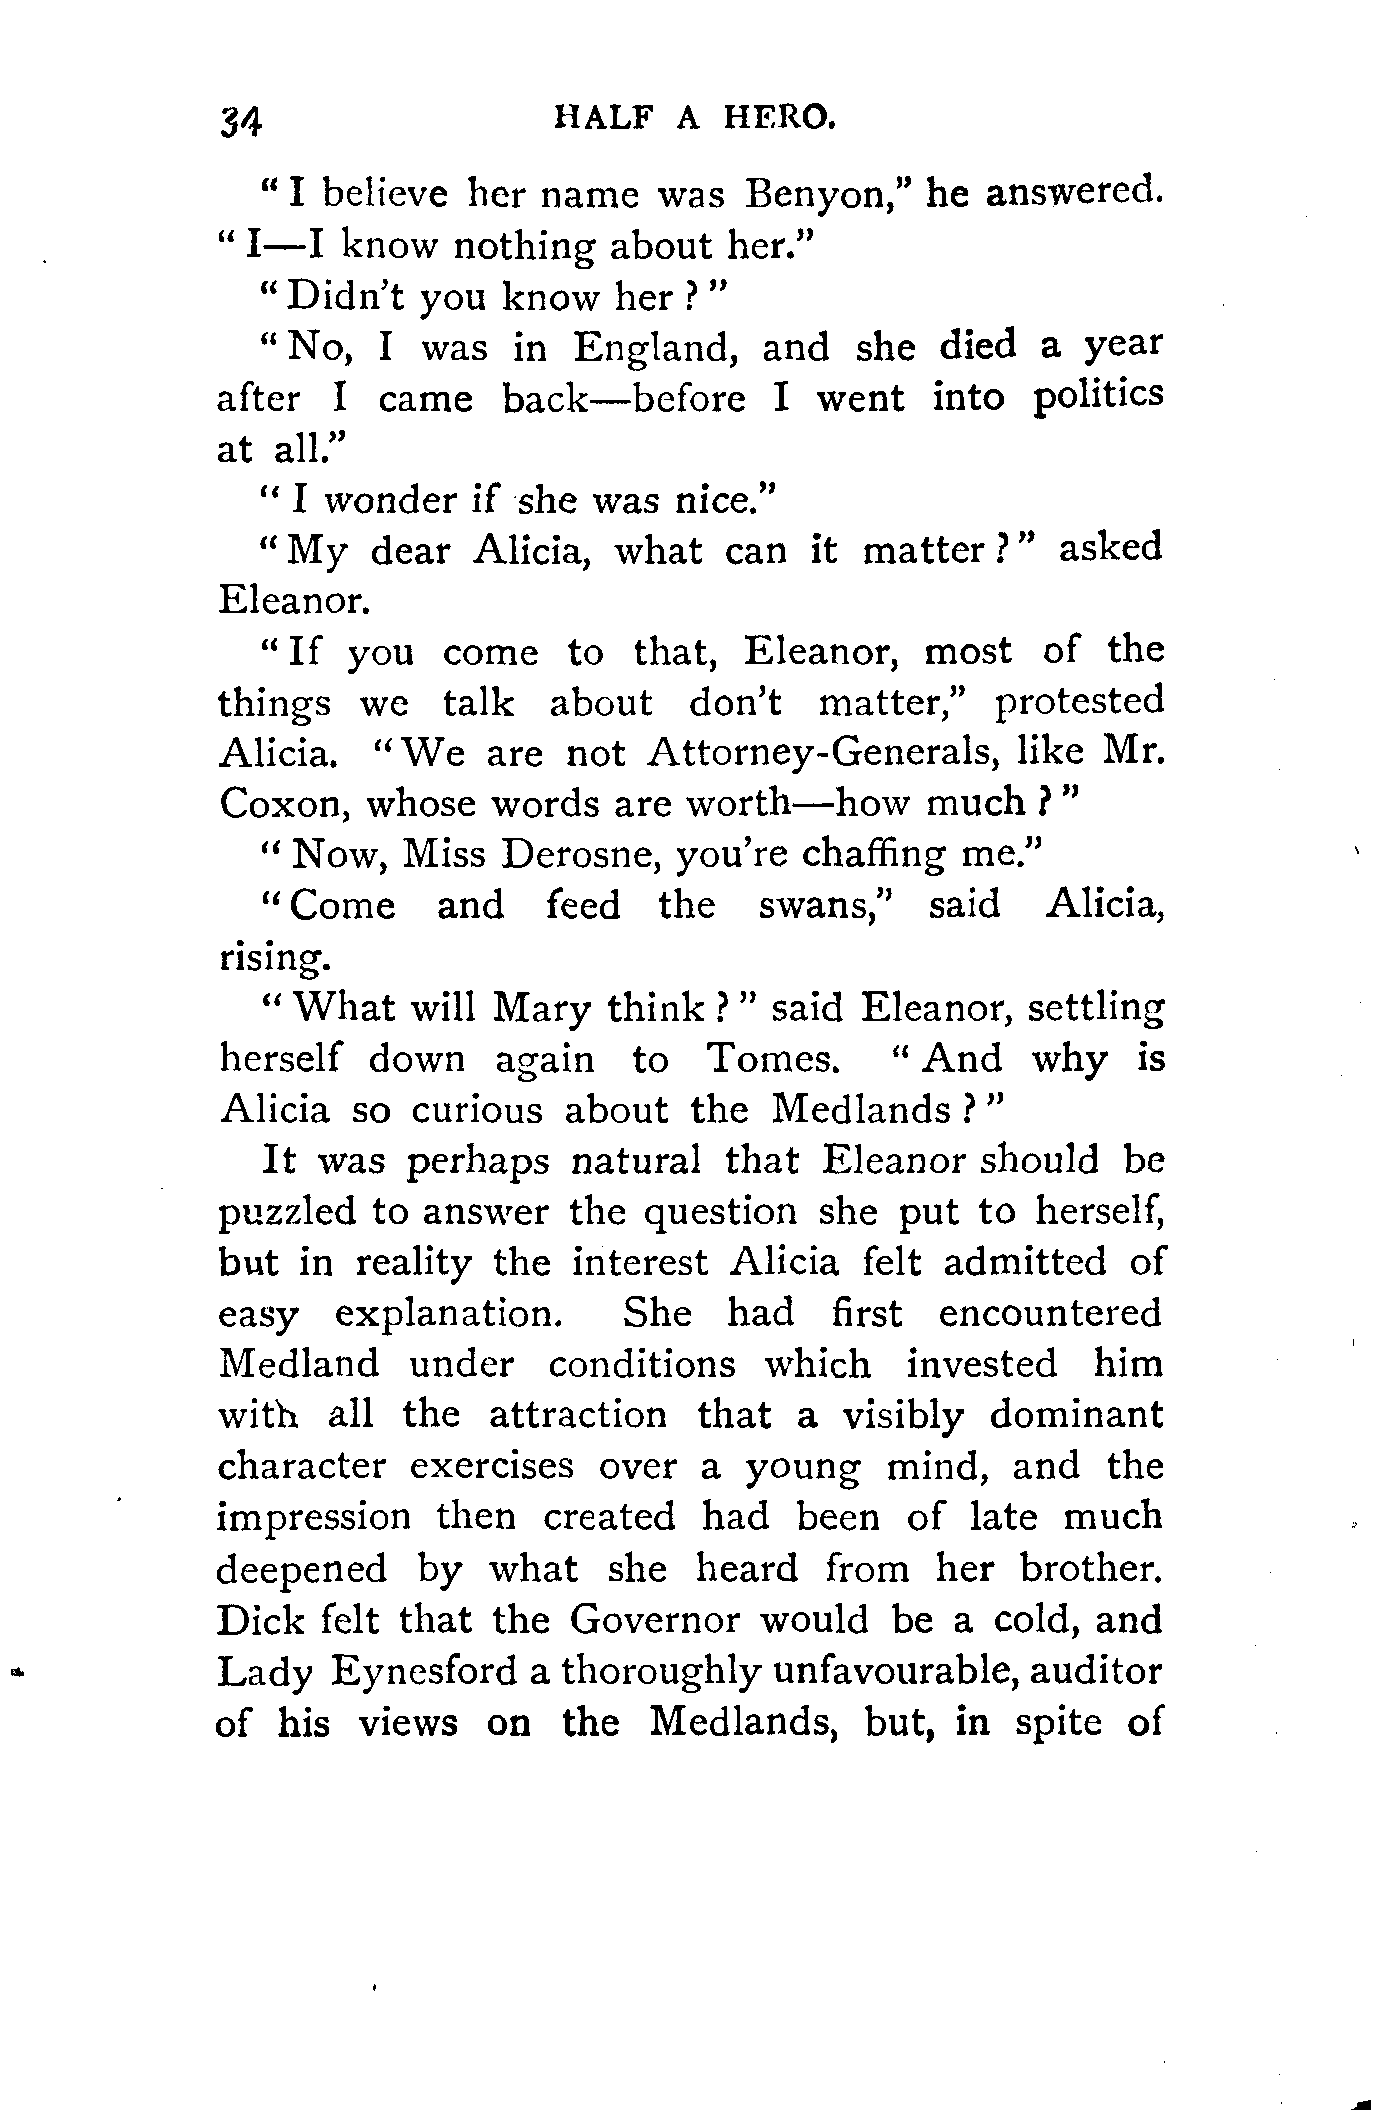 34 HALF A HERO.
“ I believe her name was Benyon,” he answered.
“ I—I know nothing about her.”
“ Didn’t you know her ? ”
“ No, I was in England, and she died a year
after I came back—before I went into politics
at all.”
“ I wonder if she was nice.”
“ My dear Alicia, what can it matter ? ” asked
Eleanor.
“ If you come to that, Eleanor, most of the
things we talk about don’t matter,” protested
Alicia. “ We are not Attorney-Generals, like Mr.
Coxon, whose words are worth—how much ? ”
“ Now, Miss Derosne, you’re chaffing me.”
“ Come and feed the swans,” said Alicia,
rising.
“ What will Mary think ? ” said Eleanor, settling
herself down again to Tomes. “ And why is
Alicia so curious about the Medlands ? ”
It was perhaps natural that Eleanor should be
puzzled to answer the question she put to herself,
but in reality the interest Alicia felt admitted of
easy explanation. She had first encountered
Medland under conditions which invested him
with all the attraction that a visibly dominant
character exercises over a young mind, and the
impression then created had been of late much
deepened by what she heard from her brother.
Dick felt that the Governor would be a cold, and
Lady Eynesford a thoroughly unfavourable, auditor
of his views on the Medlands, but, in spite of